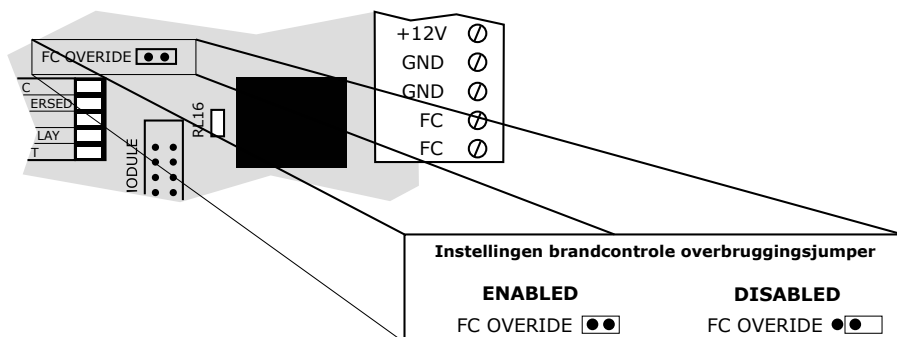 +12V
GND
GND
FC
FC
FC OVERIDE
C
ERSED
LAY
T
RL16
Instellingen brandcontrole overbruggingsjumper
ENABLED
DISABLED
FC OVERIDE
FC OVERIDE